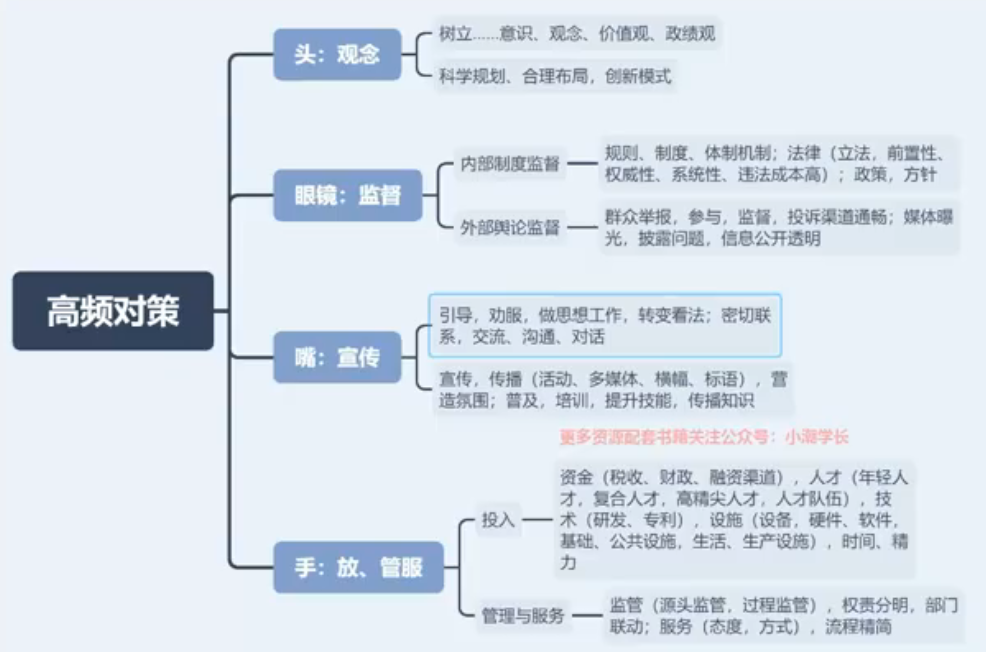 高频对策
头：观念
树立......意识、观念、价值观、政绩观
科学规划、合理布局，创新模式
眼镜：监督
内部制度监督
规则、制度、体制机制；法律（立法，前置性、
权威性、系统性、违法成本高）；政策，方针
外部舆论监督
群众举报，参与，监督，投诉渠道通畅；媒体曝
光，披露问题，信息公开透明
嘴：宣传
引导，劝服，做思想工作，转变看法；密切联
系，交流、沟通、对话
宣传，传播（活动、多媒体、横幅、标语），营
造氛围；普及，培训，提升技能，传播知识
更多资源配套书籍关注公众号：小潮学长
手：放、管服
投入
资金（税收、财政、融资渠道），人才（年轻人
才，复合人才，高精尖人才，人才队伍），技
术（研发、专利），设施（设备，硬件、软件，
基础、公共设施，生活、生产设施），时间、精
力
管理与服务
监管（源头监管，过程监管），权责分明，部门
联动；服务（态度，方式），流程精简